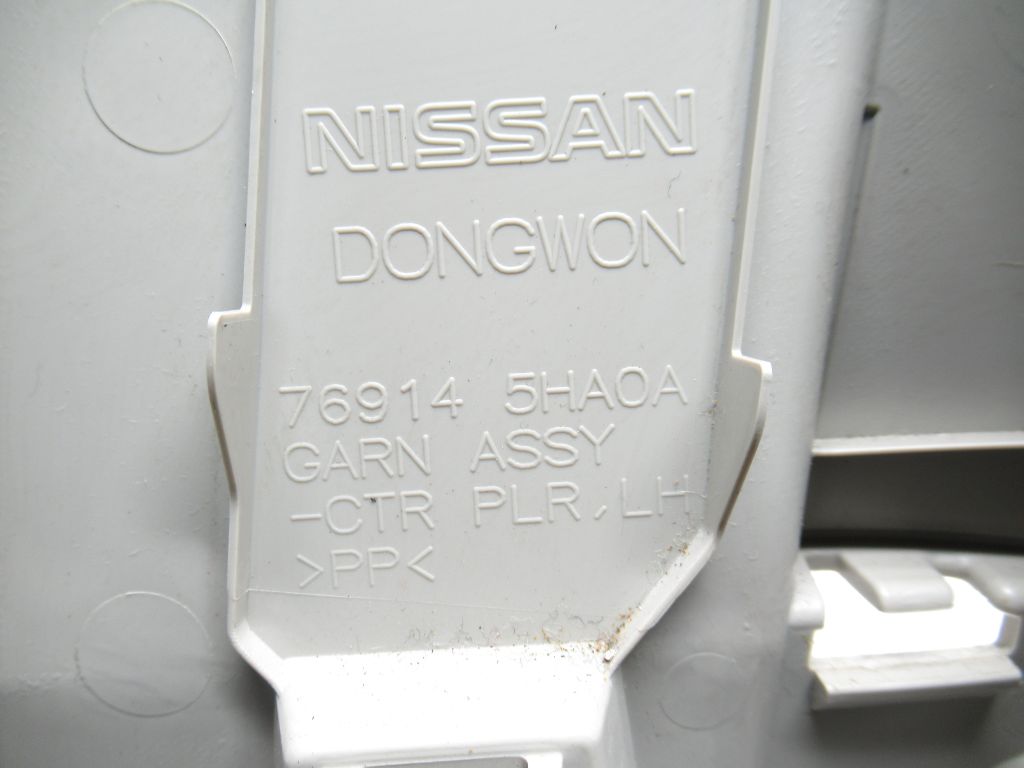 NISSAN
DONGWON
76914 5HA0A
GARN ASSY
-CTR PLR, LH
>PP<